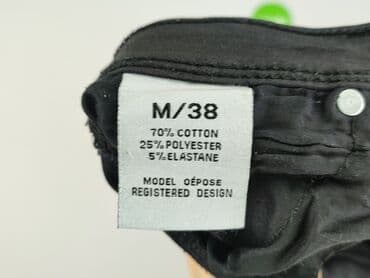 M/38
70% COTTON
25% POLYESTER
5% ELASTANE
MODEL OÉPOSE
REGISTERED DESIGN